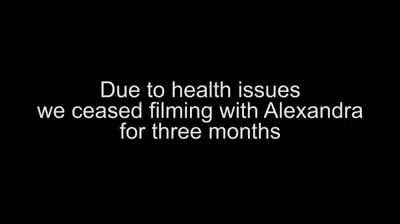 Due to health issues
we ceased filming with Alexandra
for three months